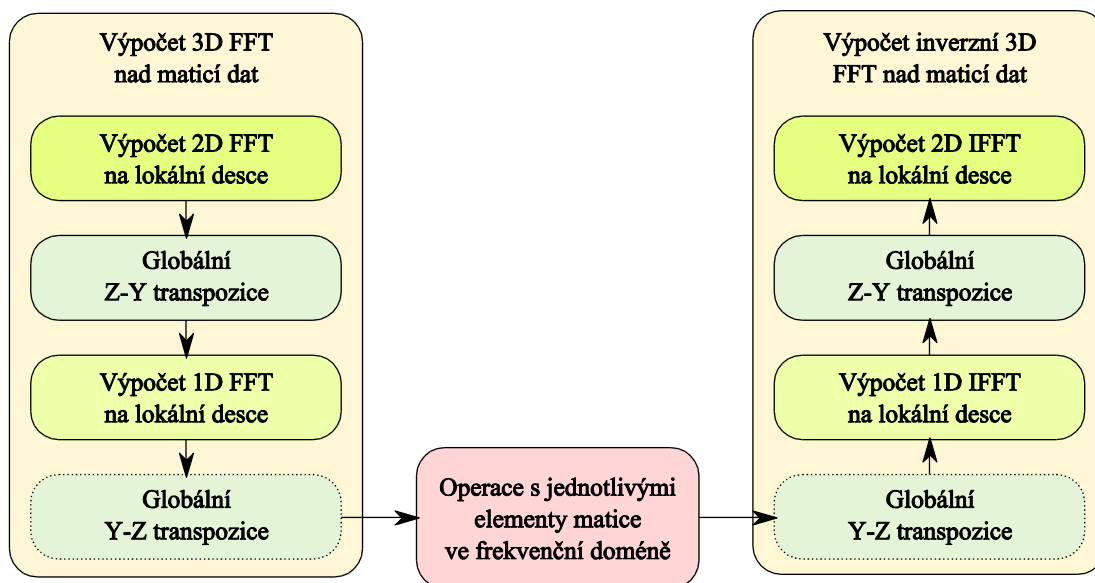 Výpočet 3D FFT
nad maticí dat
Výpočet 2D FFT
na lokální desce
Globální
Z-Y transpozice
Výpočet 1D FFT
na lokální desce
Globální
Y-Z transpozice
Operace s jednotlivými
elementy matice
ve frekvenční doméně
Výpočet inverzní 3D
FFT nad maticí dat
Výpočet 2D IFFT
na lokální desce
Globální
Z-Y transpozice
Výpočet 1D IFFT
na lokální desce
Globální
Y-Z transpozice